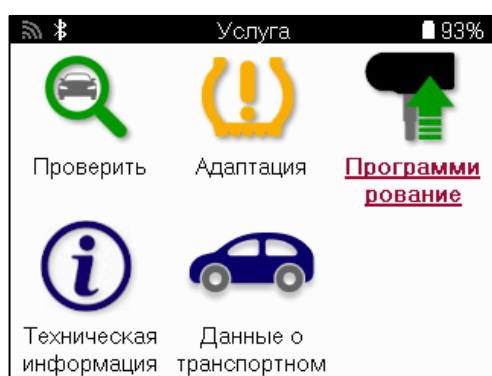 Услуга 93%
Проверить Адаптация Программи
рование
Техническая Данные о
информация транспортном